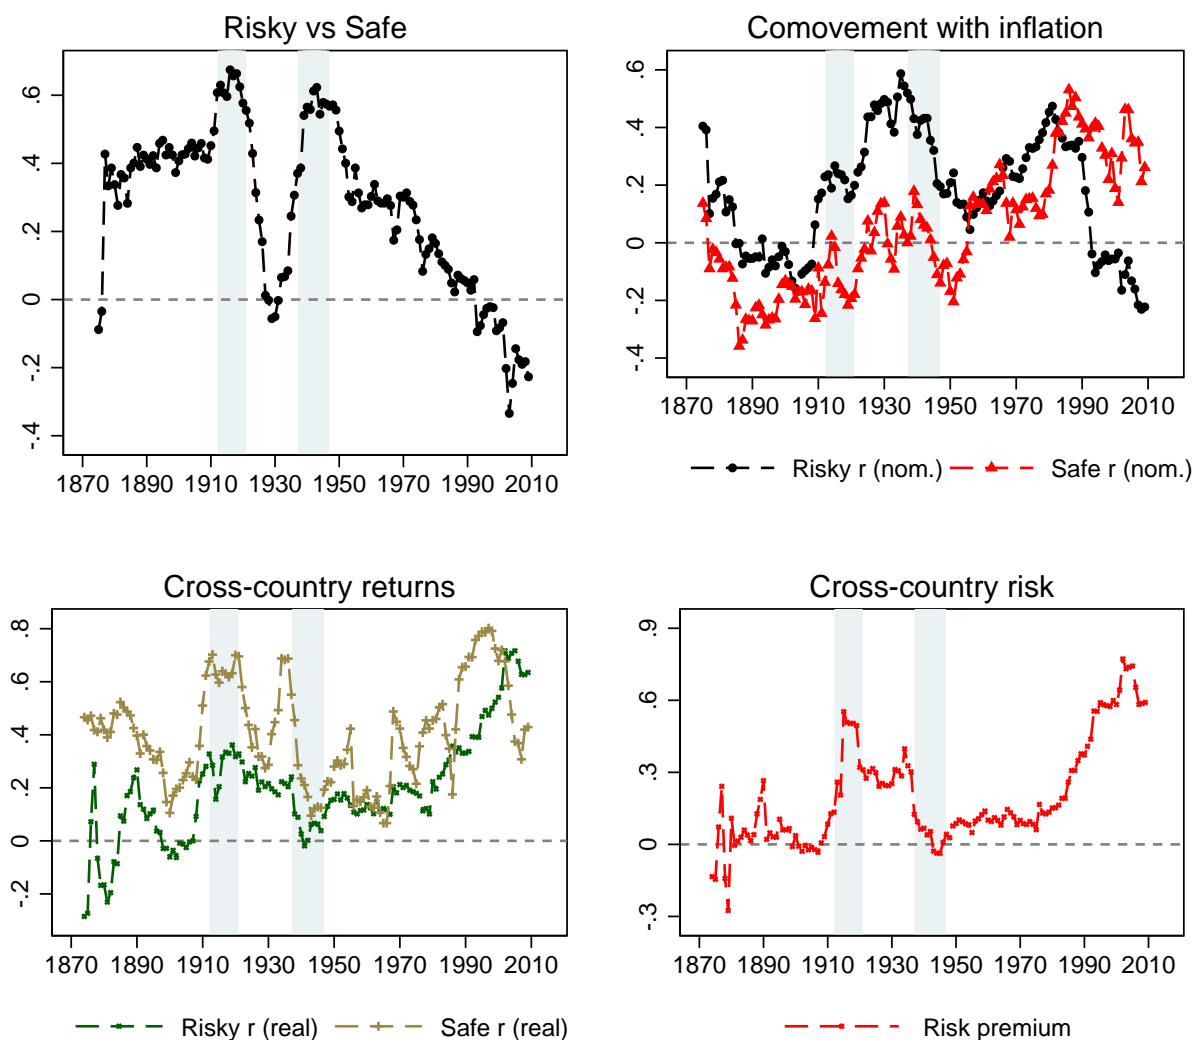 Risky vs Safe
.6
.4
.2
0
-.2
-.4
1870 1890 1910 1930 1950 1970 1990 2010
Comovement with inflation
.6
.4
.2
0
-.2
-.4
1870 1890 1910 1930 1950 1970 1990 2010
Risky r (nom.) Safe r (nom.)
Cross-country returns
.8
.6
.4
.2
0
-.2
1870 1890 1910 1930 1950 1970 1990 2010
Risky r (real) Safe r (real)
Cross-country risk
.9
.6
.3
0
-.3
1870 1890 1910 1930 1950 1970 1990 2010
Risk premium